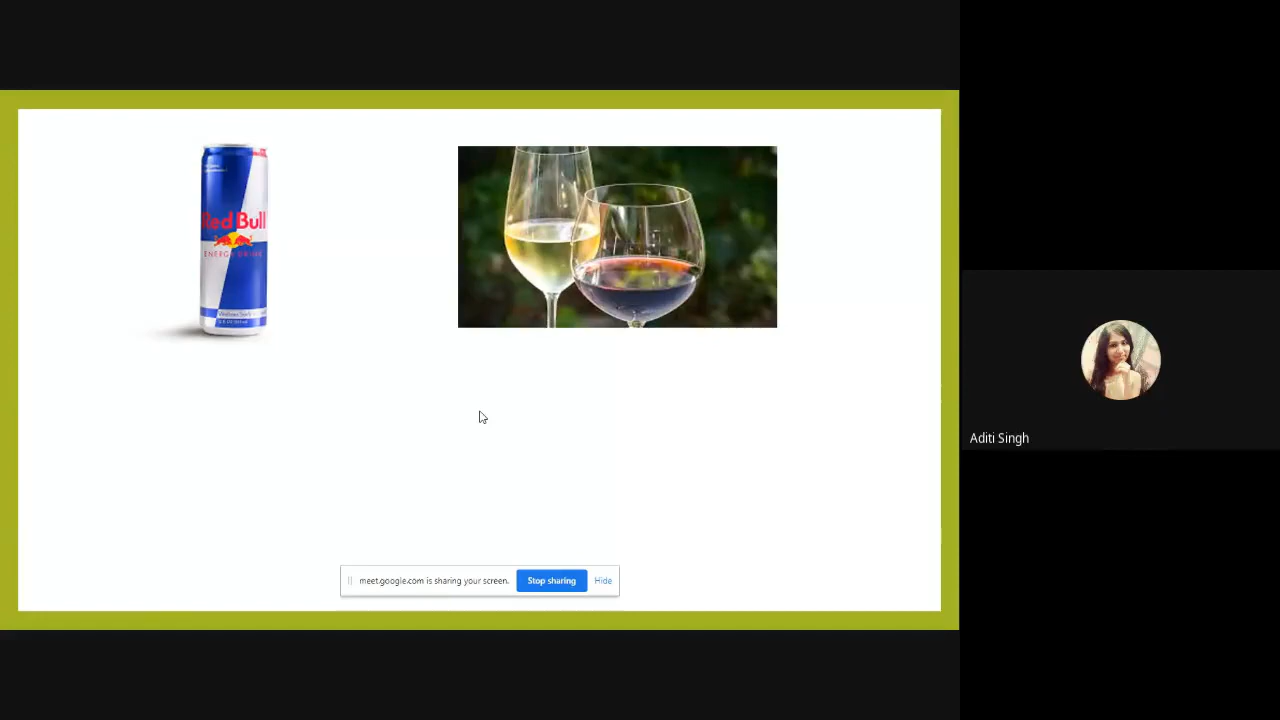 Red Bull
ENERGY DRINK
meet.google.com is sharing your screen.
Stop sharing
Hide
Aditi Singh